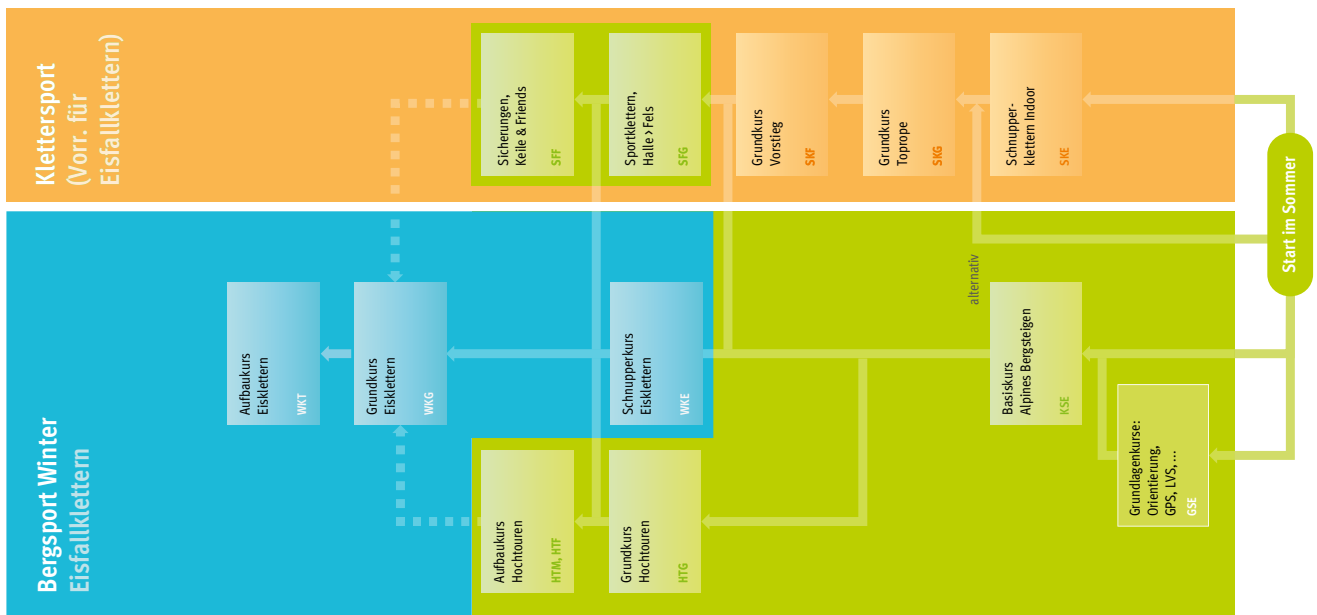 Bergsport Winter
Eisfallklettern
Klettersport
(Vorr. für
Eisfallklettern)
Aufbaukurs
Eisklettern
WKT
Grundkurs
Eisklettern
WKG
Schnupperkurs
Eisklettern
WKE
Aufbaukurs
Hochtouren
HTM, HTF
Grundkurs
Hochtouren
HTG
Sicherungen,
Keile & Friends
SFF
Sportklettern,
Halle > Fels
SFG
Grundkurs
Vorstieg
SKF
Grundkurs
Toprope
SKG
Schnupper-
klettern Indoor
SKE
alternativ
Basiskurs
Alpines Bergsteigen
KSE
Grundlagenkurse:
Orientierung,
GPS, LVS, ...
GSE
Start im Sommer